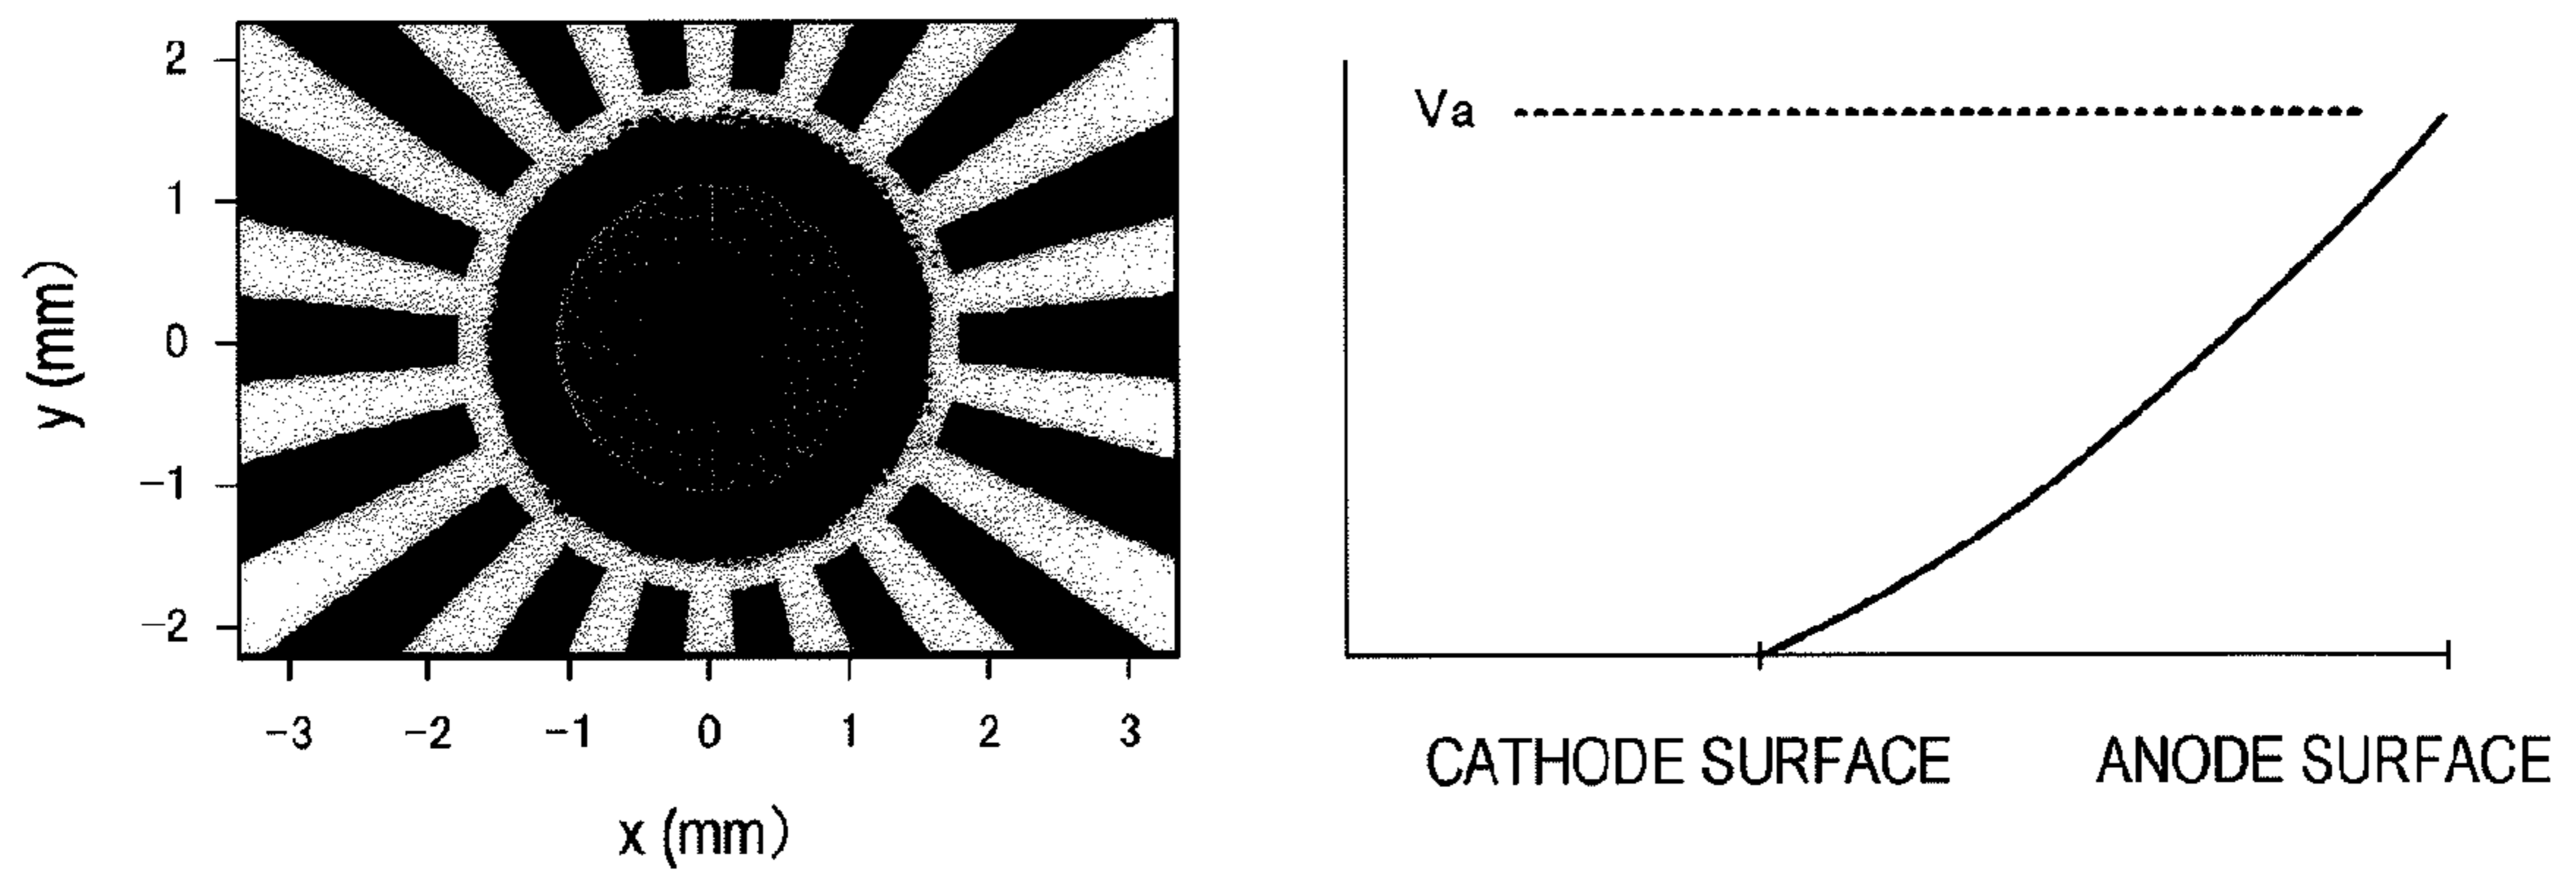 2
1
0
-1
-2
y (mm)
-3 -2 -1 0 1 2 3
x (mm)
Va
CATHODE SURFACE ANODE SURFACE